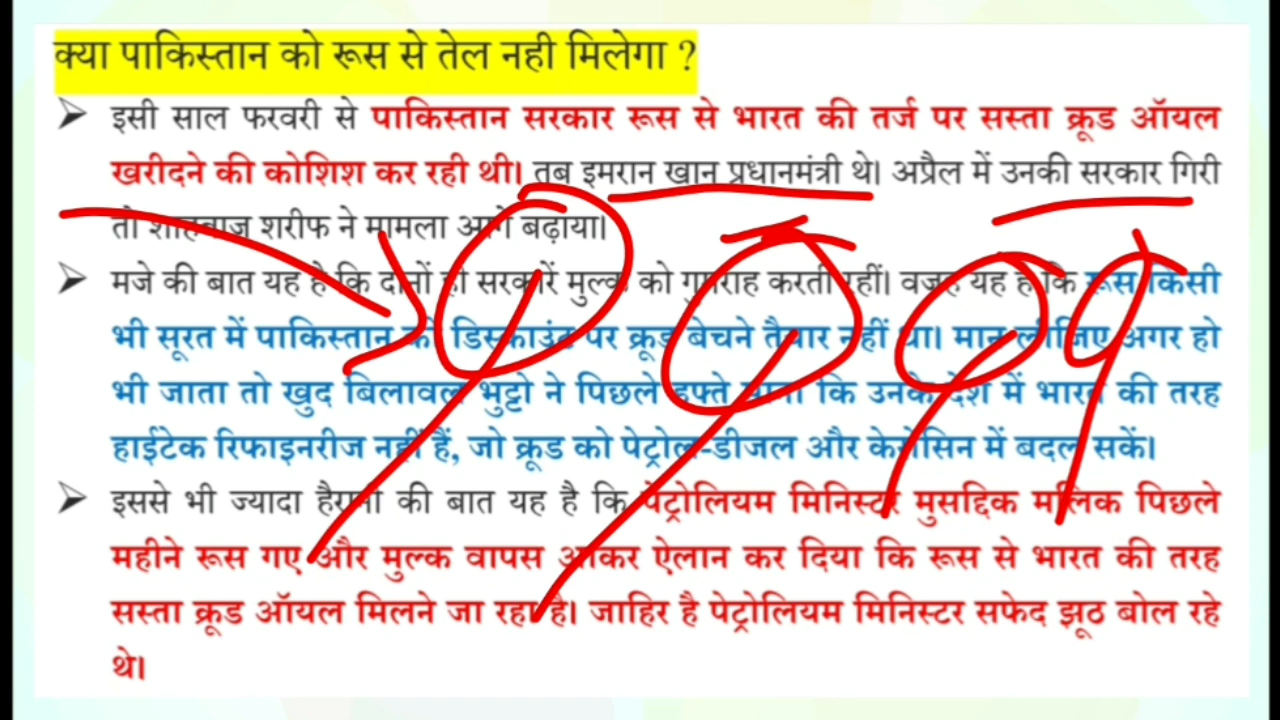 क्या पाकिस्तान को रूस से तेल नही मिलेगा ?
➢ इसी साल फरवरी से पाकिस्तान सरकार रूस से भारत की तर्ज पर सस्ता क्रूड ऑयल
खरीदने की कोशिश कर रही थी। तब इमरान खान प्रधानमंत्री थे। अप्रैल में उनकी सरकार गिरी
तो शाहबाज शरीफ ने मामला आगे बढ़ाया।
➢ मजे की बात यह है कि दोनों ही सरकारें मुल्क को गुमराह करती रहीं। वजह यह है कि रूस किसी
भी सूरत में पाकिस्तान को डिस्काउंट पर क्रूड बेचने तैयार नहीं था। मान लीजिए अगर हो
भी जाता तो खुद बिलावल भुट्टो ने पिछले हफ्ते माना कि उनके देश में भारत की तरह
हाईटेक रिफाइनरीज नहीं हैं, जो क्रूड को पेट्रोल-डीजल और केरोसिन में बदल सकें।
➢ इससे भी ज्यादा हैरानी की बात यह है कि पेट्रोलियम मिनिस्टर मुसद्दिक मलिक पिछले
महीने रूस गए और मुल्क वापस आकर ऐलान कर दिया कि रूस से भारत की तरह
सस्ता क्रूड ऑयल मिलने जा रहा है। जाहिर है पेट्रोलियम मिनिस्टर सफेद झूठ बोल रहे
थे।